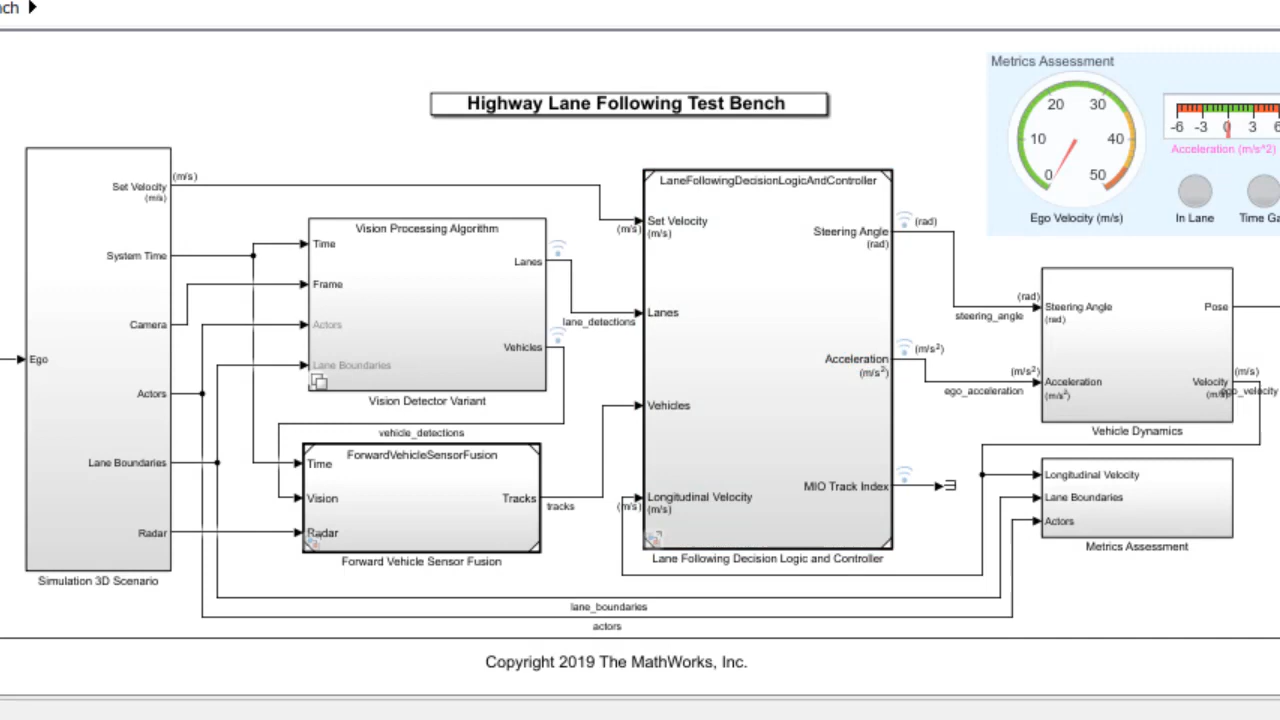 nch
Highway Lane Following Test Bench
Metrics Assessment
20
30
10
40
0
50
Ego Velocity (m/s)
-6 -3 0 3 6
Acceleration (m/s^2)
In Lane
Time Ga
Set Velocity
(m/s)
System Time
Camera
Ego
Actors
Lane Boundaries
Radar
Simulation 3D Scenario
(m/s)
Vision Processing Algorithm
Time
Frame
Actors
Lane Boundaries
Lanes
Vehicles
Vision Detector Variant
lane_detections
vehicle_detections
ForwardVehicleSensorFusion
Time
Vision
Radar
Tracks
Forward Vehicle Sensor Fusion
tracks
LaneFollowingDecisionLogicAndController
(m/s)
Set Velocity
(m/s)
Lanes
Vehicles
(m/s)
Longitudinal Velocity
(m/s)
Steering Angle
(rad)
Acceleration
(m/s²)
MIO Track Index
Lane Following Decision Logic and Controller
(rad)
(rad)
steering_angle
(m/s²)
(m/s²)
ego_acceleration
Steering Angle
(rad)
Acceleration
(m/s²)
Pose
Velocity
(m/s)
Vehicle Dynamics
(m/s)
ego_velocity
Longitudinal Velocity
Lane Boundaries
Actors
Metrics Assessment
lane_boundaries
actors
Copyright 2019 The MathWorks, Inc.